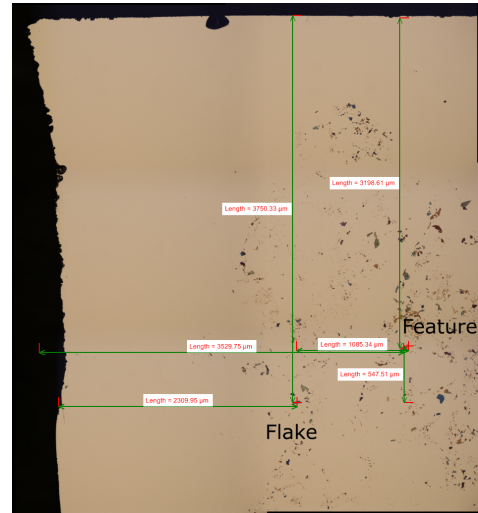 Length = 3198.61 µm
Length = 3750.33 µm
Feature
Length = 3529.75 µm
Length = 1085.34 µm
Length = 547.51 µm
Length = 2309.95 µm
Flake